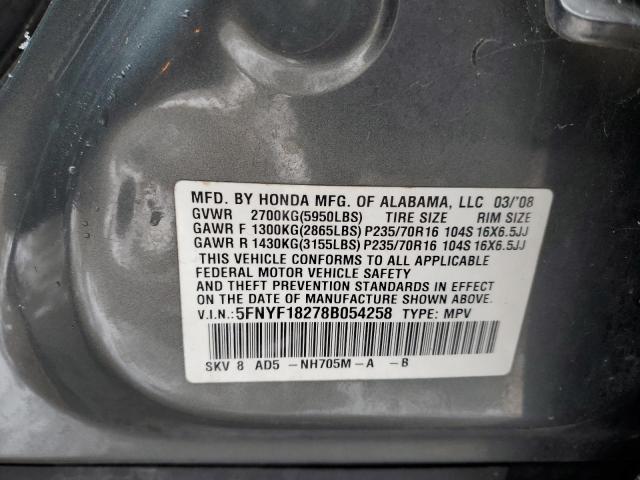 MFD. BY HONDA MFG. OF ALABAMA, LLC 03/'08
GVWR 2700KG(5950LBS) TIRE SIZE RIM SIZE
GAWR F 1300KG(2865LBS) P235/70R16 104S 16X6.5JJ
GAWR R 1430KG(3155LBS) P235/70R16 104S 16X6.5JJ
THIS VEHICLE CONFORMS TO ALL APPLICABLE
FEDERAL MOTOR VEHICLE SAFETY
AND THEFT PREVENTION STANDARDS IN EFFECT
ON THE DATE OF MANUFACTURE SHOWN ABOVE.
V.I.N.: 5FNYF18278B054258 TYPE: MPV
SKV 8 AD5 -NH705M-A -B